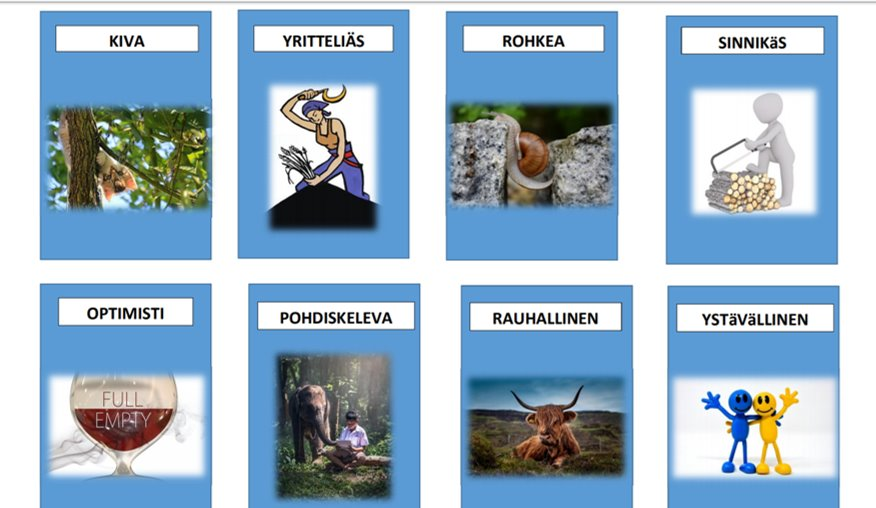 KIVA
YRITTELIÄS
ROHKEA
SINNIKäS
OPTIMISTI
POHDISKELEVA
RAUHALLINEN
YSTäVäLLINEN
FULL
EMPTY